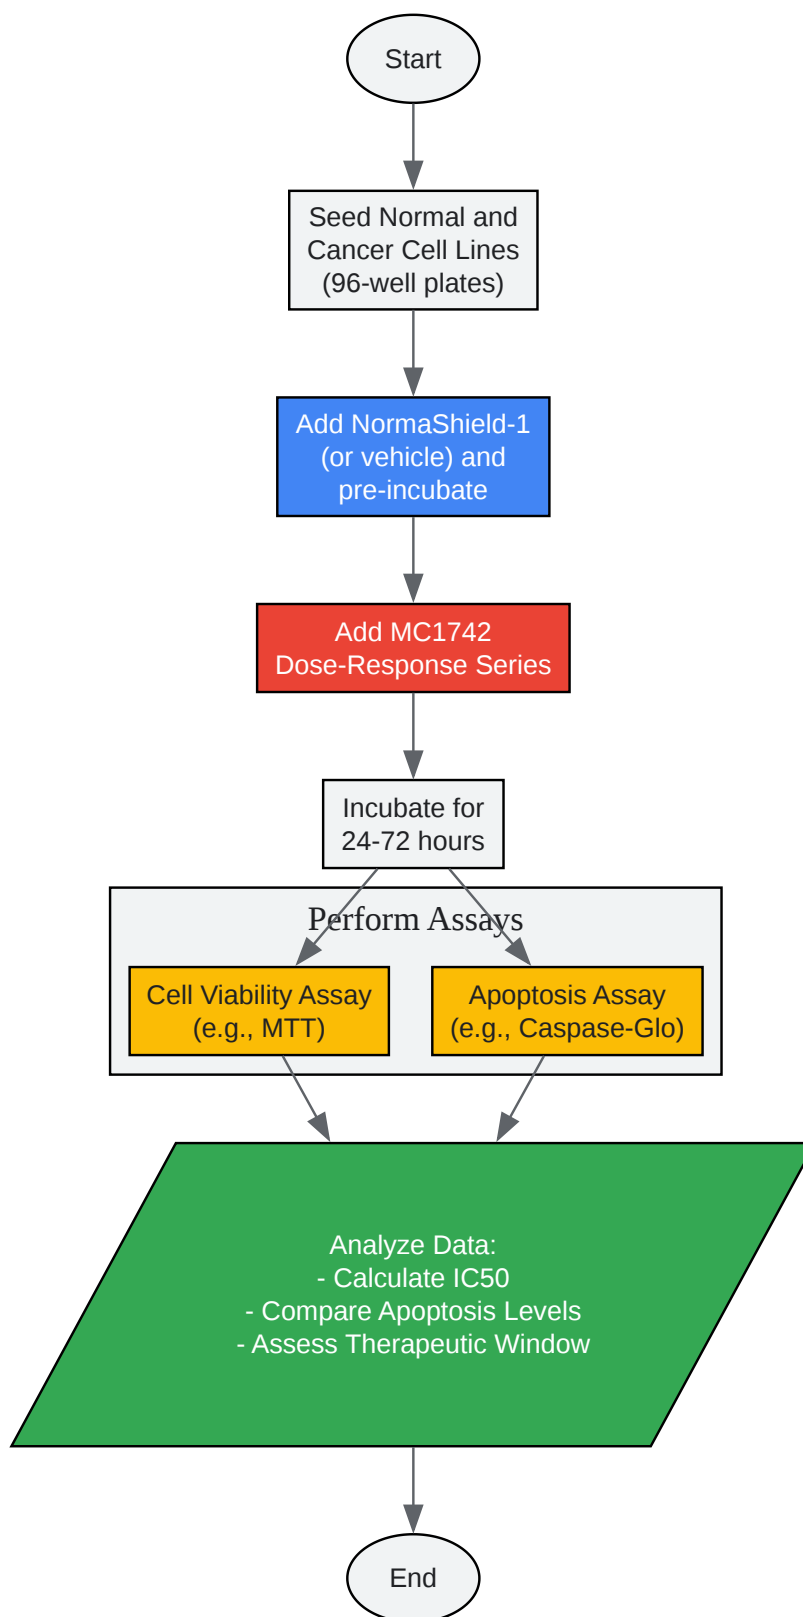 Start
Seed Normal and
Cancer Cell Lines
(96-well plates)
Add NormaShield-1
(or vehicle) and
pre-incubate
Add MC1742
Dose-Response Series
Incubate for
24-72 hours
Perform Assays
Cell Viability Assay
(e.g., MTT)
Apoptosis Assay
(e.g., Caspase-Glo)
Analyze Data:
- Calculate IC50
- Compare Apoptosis Levels
- Assess Therapeutic Window
End